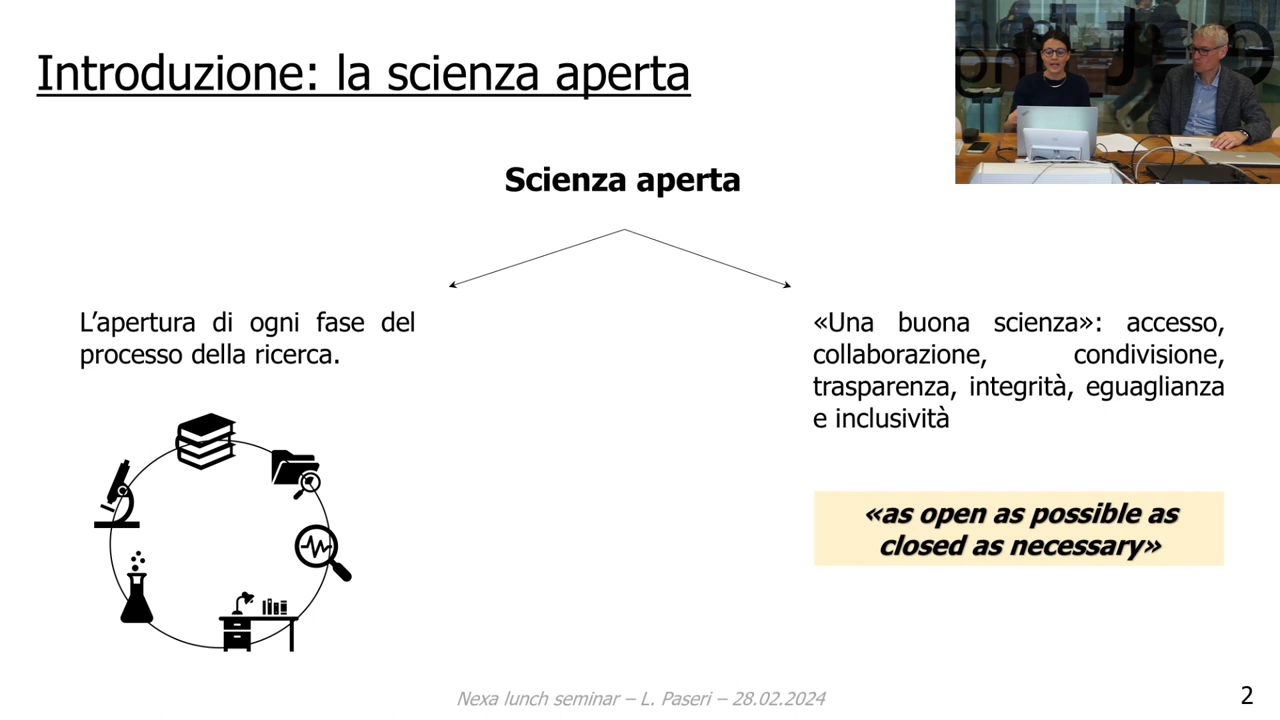 Introduzione: la scienza aperta
Scienza aperta
L'apertura di ogni fase del
processo della ricerca.
«Una buona scienza»: accesso,
collaborazione, condivisione,
trasparenza, integrità, eguaglianza
e inclusività
«as open as possible as
closed as necessary»
Nexa lunch seminar – L. Paseri – 28.02.2024
2